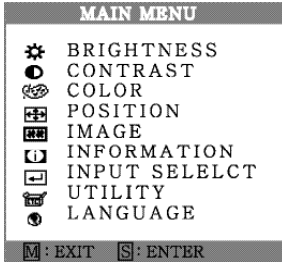 MAIN MENU
BRIGHTNESS
CONTRAST
COLOR
POSITION
IMAGE
INFORMATION
INPUT SELELCT
UTILITY
LANGUAGE
M : EXIT S : ENTER